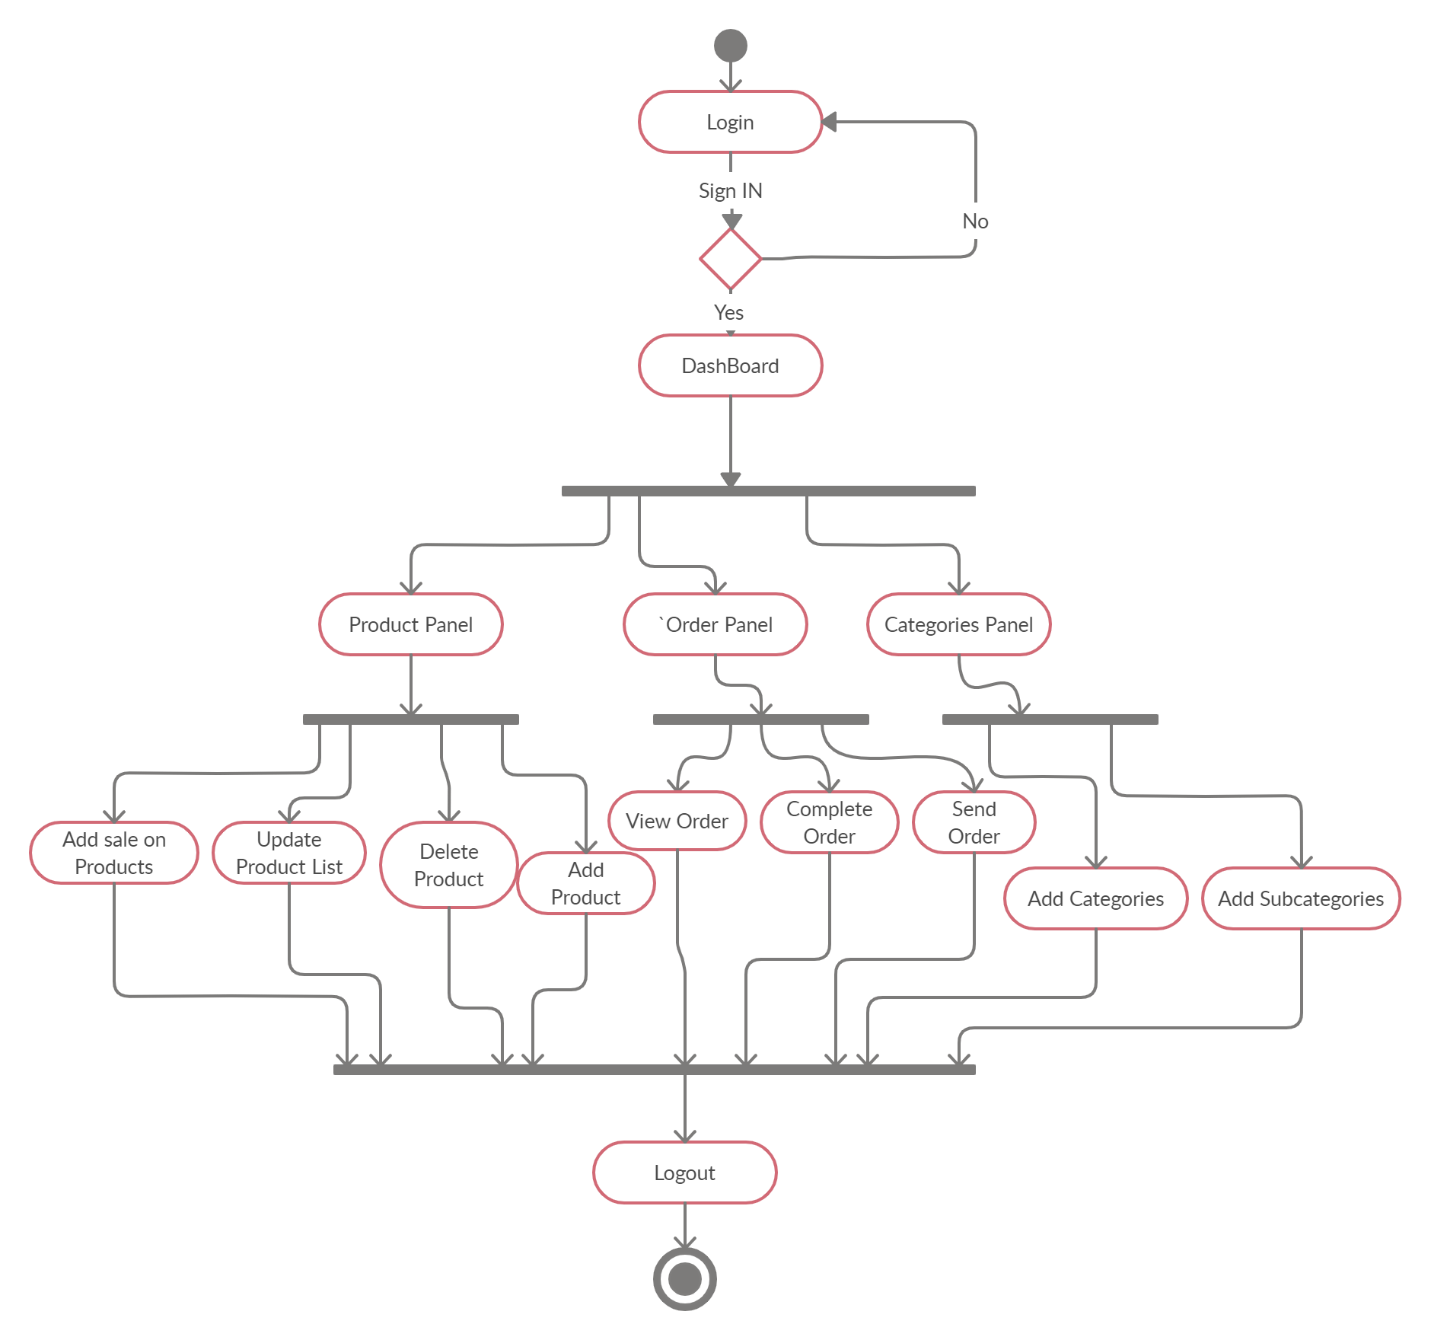 Login
Sign IN
No
Yes
DashBoard
Product Panel
`Order Panel
Categories Panel
Add sale on
Products
Update
Product List
Delete
Product
Add
Product
View Order
Complete
Order
Send
Order
Add Categories
Add Subcategories
Logout